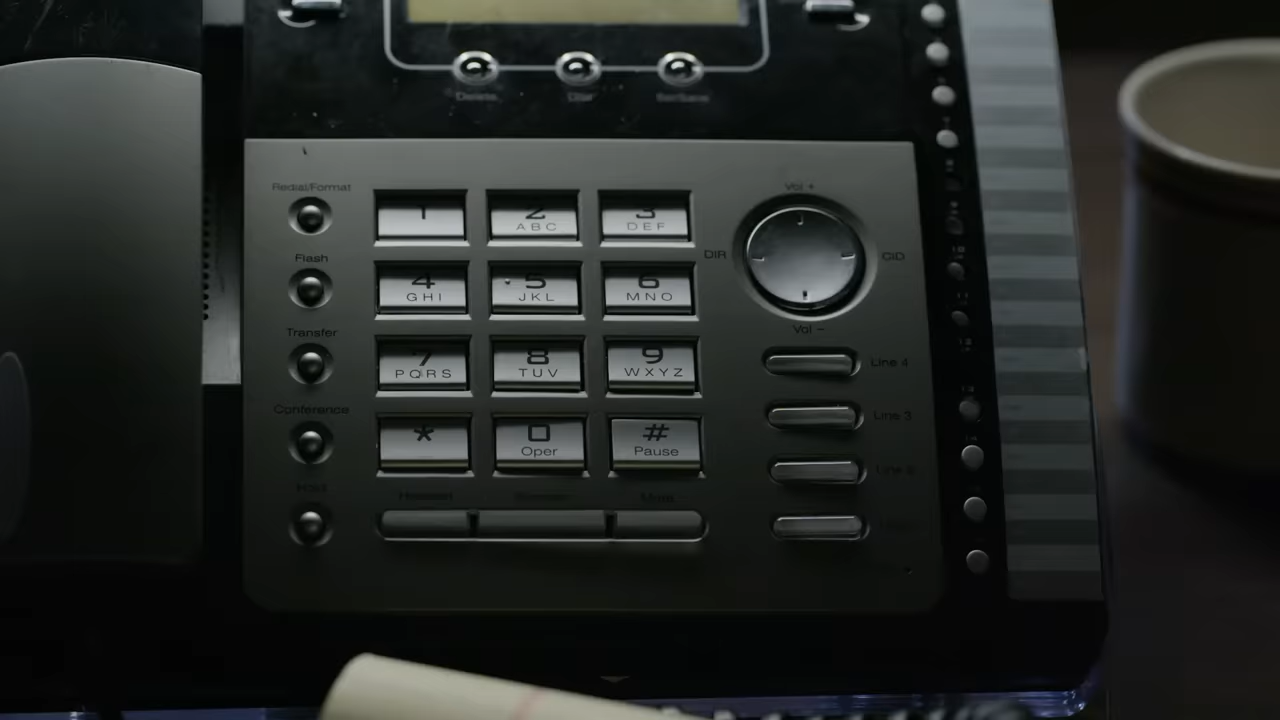 Redial/Format
Flash
Transfer
Conference
Hold
1
2
ABC
3
DEF
4
GHI
5
JKL
6
MNO
7
PQRS
8
TUV
9
WXYZ
*
0
Oper
#
Pause
Vol +
DIR
CID
Vol -
Line 4
Line 3